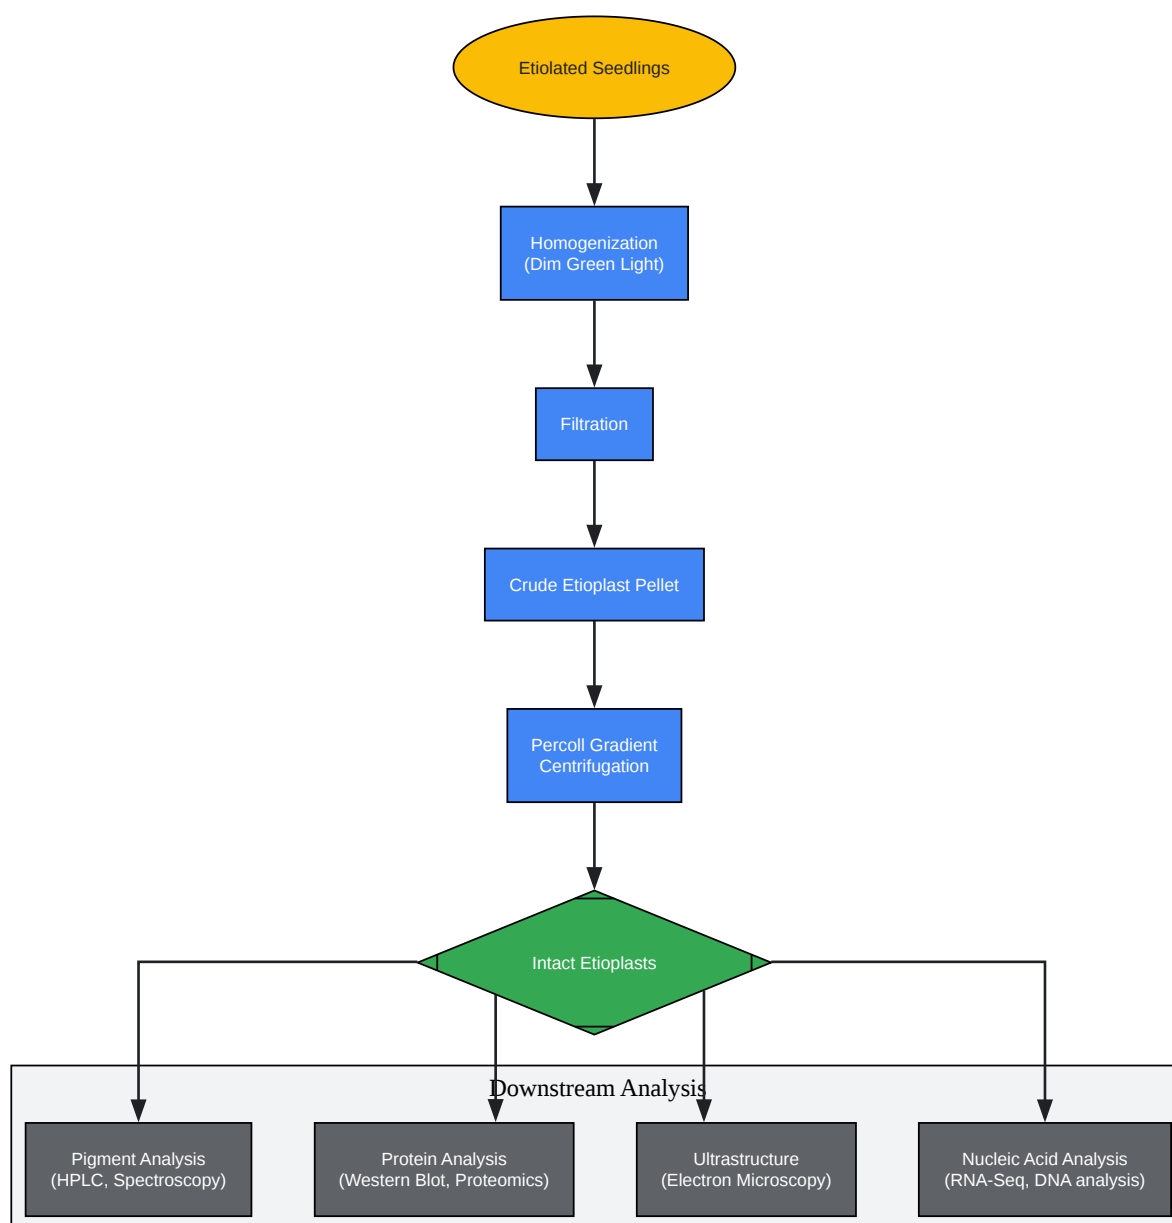 Etiolated Seedlings
Homogenization
(Dim Green Light)
Filtration
Crude Etioplast Pellet
Percoll Gradient
Centrifugation
Intact Etioplasts
Downstream Analysis
Pigment Analysis
(HPLC, Spectroscopy)
Protein Analysis
(Western Blot, Proteomics)
Ultrastructure
(Electron Microscopy)
Nucleic Acid Analysis
(RNA-Seq, DNA analysis)